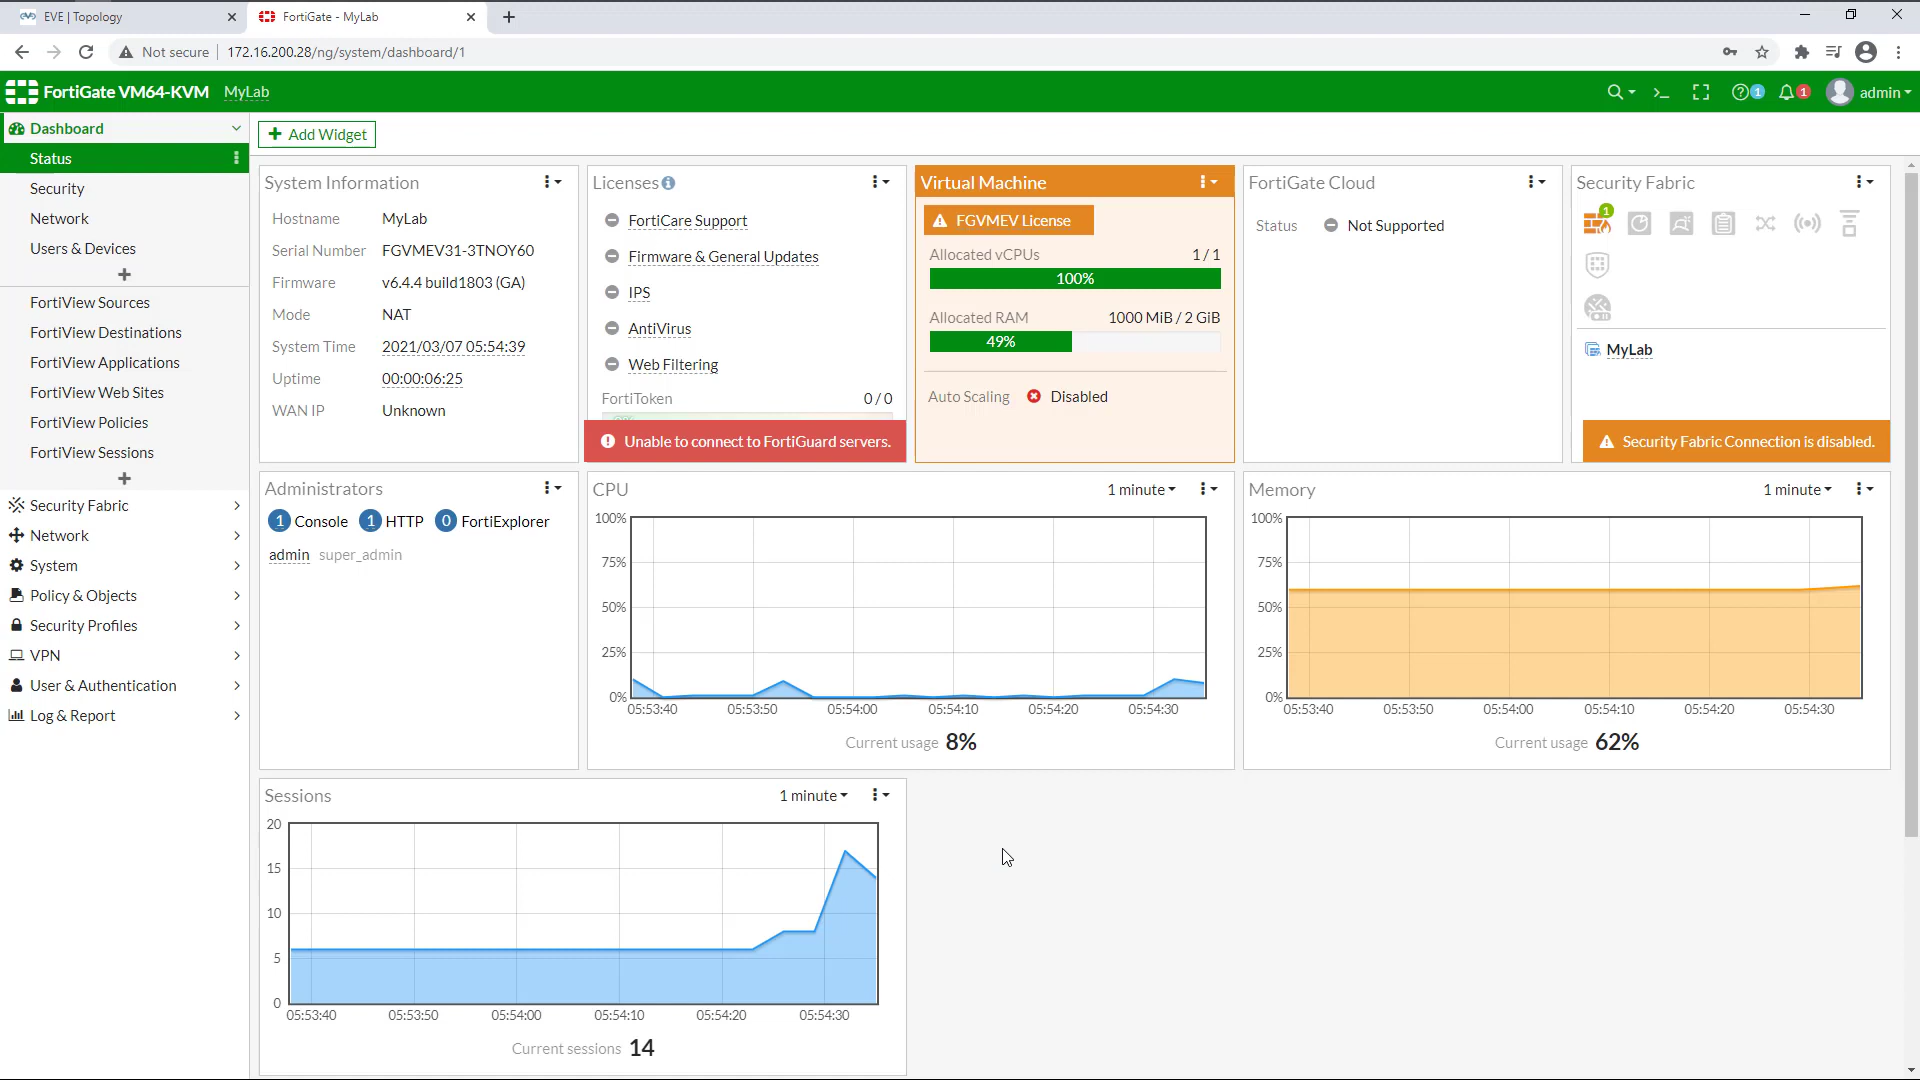 EVE | Topology
FortiGate - MyLab
Not secure
172.16.200.28/ng/system/dashboard/1
FortiGate VM64-KVM
MyLab
1
1
admin
Dashboard
Status
Security
Network
Users & Devices
FortiView Sources
FortiView Destinations
FortiView Applications
FortiView Web Sites
FortiView Policies
FortiView Sessions
Security Fabric
Network
System
Policy & Objects
Security Profiles
VPN
User & Authentication
Log & Report
Add Widget
System Information
Hostname MyLab
Serial Number FGVMEV31-3TNOY60
Firmware v6.4.4 build1803 (GA)
Mode NAT
System Time 2021/03/07 05:54:39
Uptime 00:00:06:25
WAN IP Unknown
Licenses
FortiCare Support
Firmware & General Updates
IPS
AntiVirus
Web Filtering
FortiToken 0 / 0
Unable to connect to FortiGuard servers.
Virtual Machine
FGVMEV License
Allocated vCPUs 1 / 1
100%
Allocated RAM 1000 MiB / 2 GiB
49%
Auto Scaling Disabled
FortiGate Cloud
Status Not Supported
Security Fabric
1
MyLab
Security Fabric Connection is disabled.
Administrators
1 Console 1 HTTP 0 FortiExplorer
admin super_admin
CPU
1 minute
100%
75%
50%
25%
0%
05:53:40 05:53:50 05:54:00 05:54:10 05:54:20 05:54:30
Current usage 8%
Memory
1 minute
100%
75%
50%
25%
0%
05:53:40 05:53:50 05:54:00 05:54:10 05:54:20 05:54:30
Current usage 62%
Sessions
1 minute
20
15
10
5
0
05:53:40 05:53:50 05:54:00 05:54:10 05:54:20 05:54:30
Current sessions 14